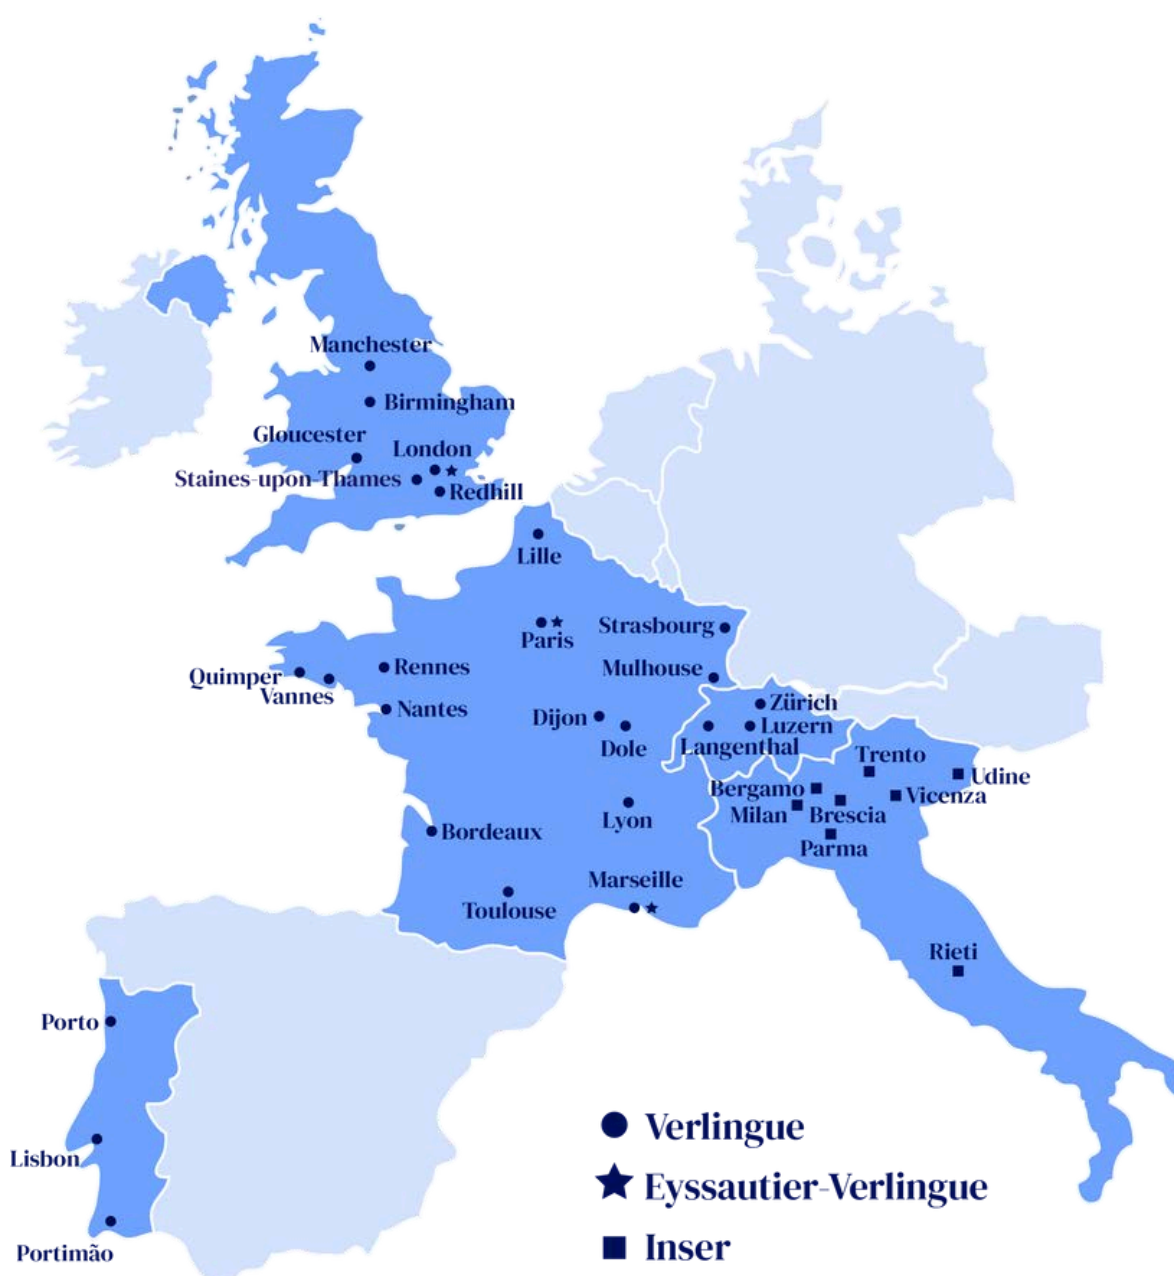 Manchester
Birmingham
Gloucester
London
Staines-upon-Thames
Redhill
Lille
Paris
Strasbourg
Mulhouse
Quimper
Vannes
Rennes
Nantes
Dijon
Dole
Zürich
Luzern
Langenthal
Trento
Udine
Bergamo
Vicenza
Milan
Brescia
Parma
Lyon
Bordeaux
Marseille
Toulouse
Rieti
Porto
Lisbon
Portimão
Verlingue
Eyssautier-Verlingue
Inser